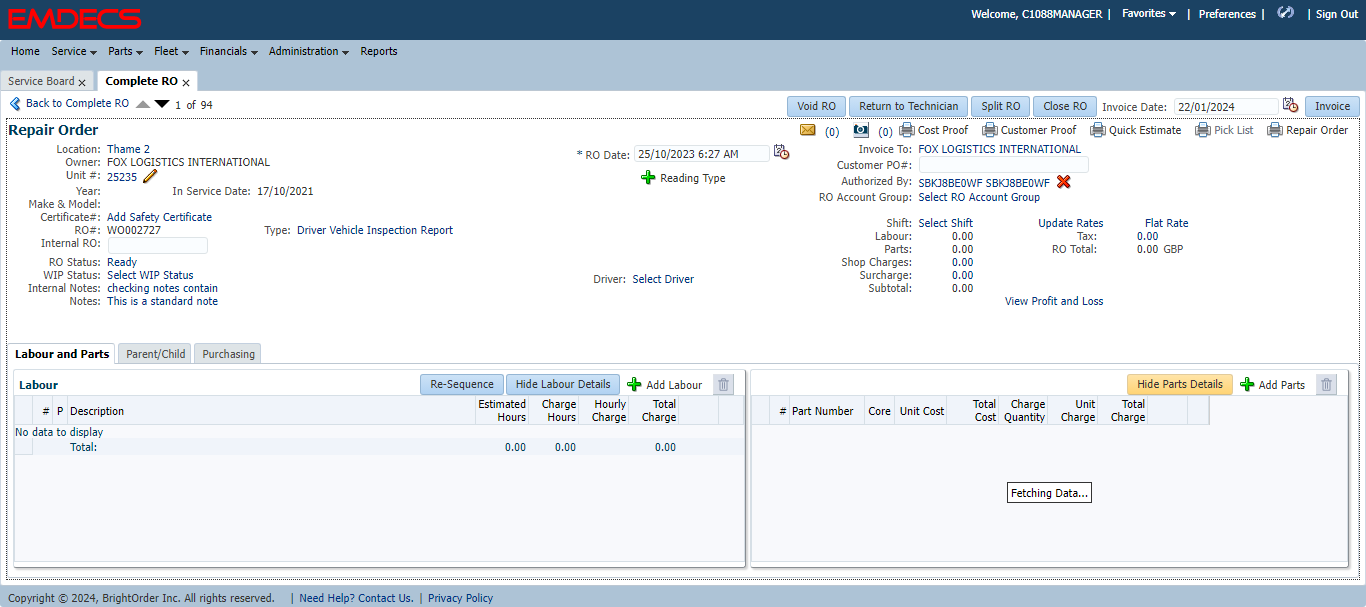 EMDECS
Welcome, C1088MANAGER | Favorites | Preferences | | Sign Out
Home Service Parts Fleet Financials Administration Reports
Service Board x Complete RO x
Back to Complete RO 1 of 94
Void RO Return to Technician Split RO Close RO Invoice Date: 22/01/2024 Invoice
Repair Order
(0) (0) Cost Proof Customer Proof Quick Estimate Pick List Repair Order
Location: Thame 2
Owner: FOX LOGISTICS INTERNATIONAL
Unit #: 25235
Year: In Service Date: 17/10/2021
Make & Model:
Certificate#: Add Safety Certificate
RO#: WO002727 Type: Driver Vehicle Inspection Report
Internal RO:
RO Status: Ready
WIP Status: Select WIP Status
Internal Notes: checking notes contain
Notes: This is a standard note
* RO Date: 25/10/2023 6:27 AM
Reading Type
Driver: Select Driver
Invoice To: FOX LOGISTICS INTERNATIONAL
Customer PO#:
Authorized By: SBKJ8BE0WF SBKJ8BE0WF
RO Account Group: Select RO Account Group
Shift: Select Shift Update Rates Flat Rate
Labour: 0.00 Tax: 0.00
Parts: 0.00 RO Total: 0.00 GBP
Shop Charges: 0.00
Surcharge: 0.00
Subtotal: 0.00
View Profit and Loss
Labour and Parts Parent/Child Purchasing
Labour Re-Sequence Hide Labour Details Add Labour
# P Description Estimated Hours Charge Hours Hourly Charge Total Charge
No data to display
Total: 0.00 0.00 0.00
Hide Parts Details Add Parts
# Part Number Core Unit Cost Total Cost Charge Quantity Unit Charge Total Charge
Fetching Data...
Copyright © 2024, BrightOrder Inc. All rights reserved. | Need Help? Contact Us. | Privacy Policy